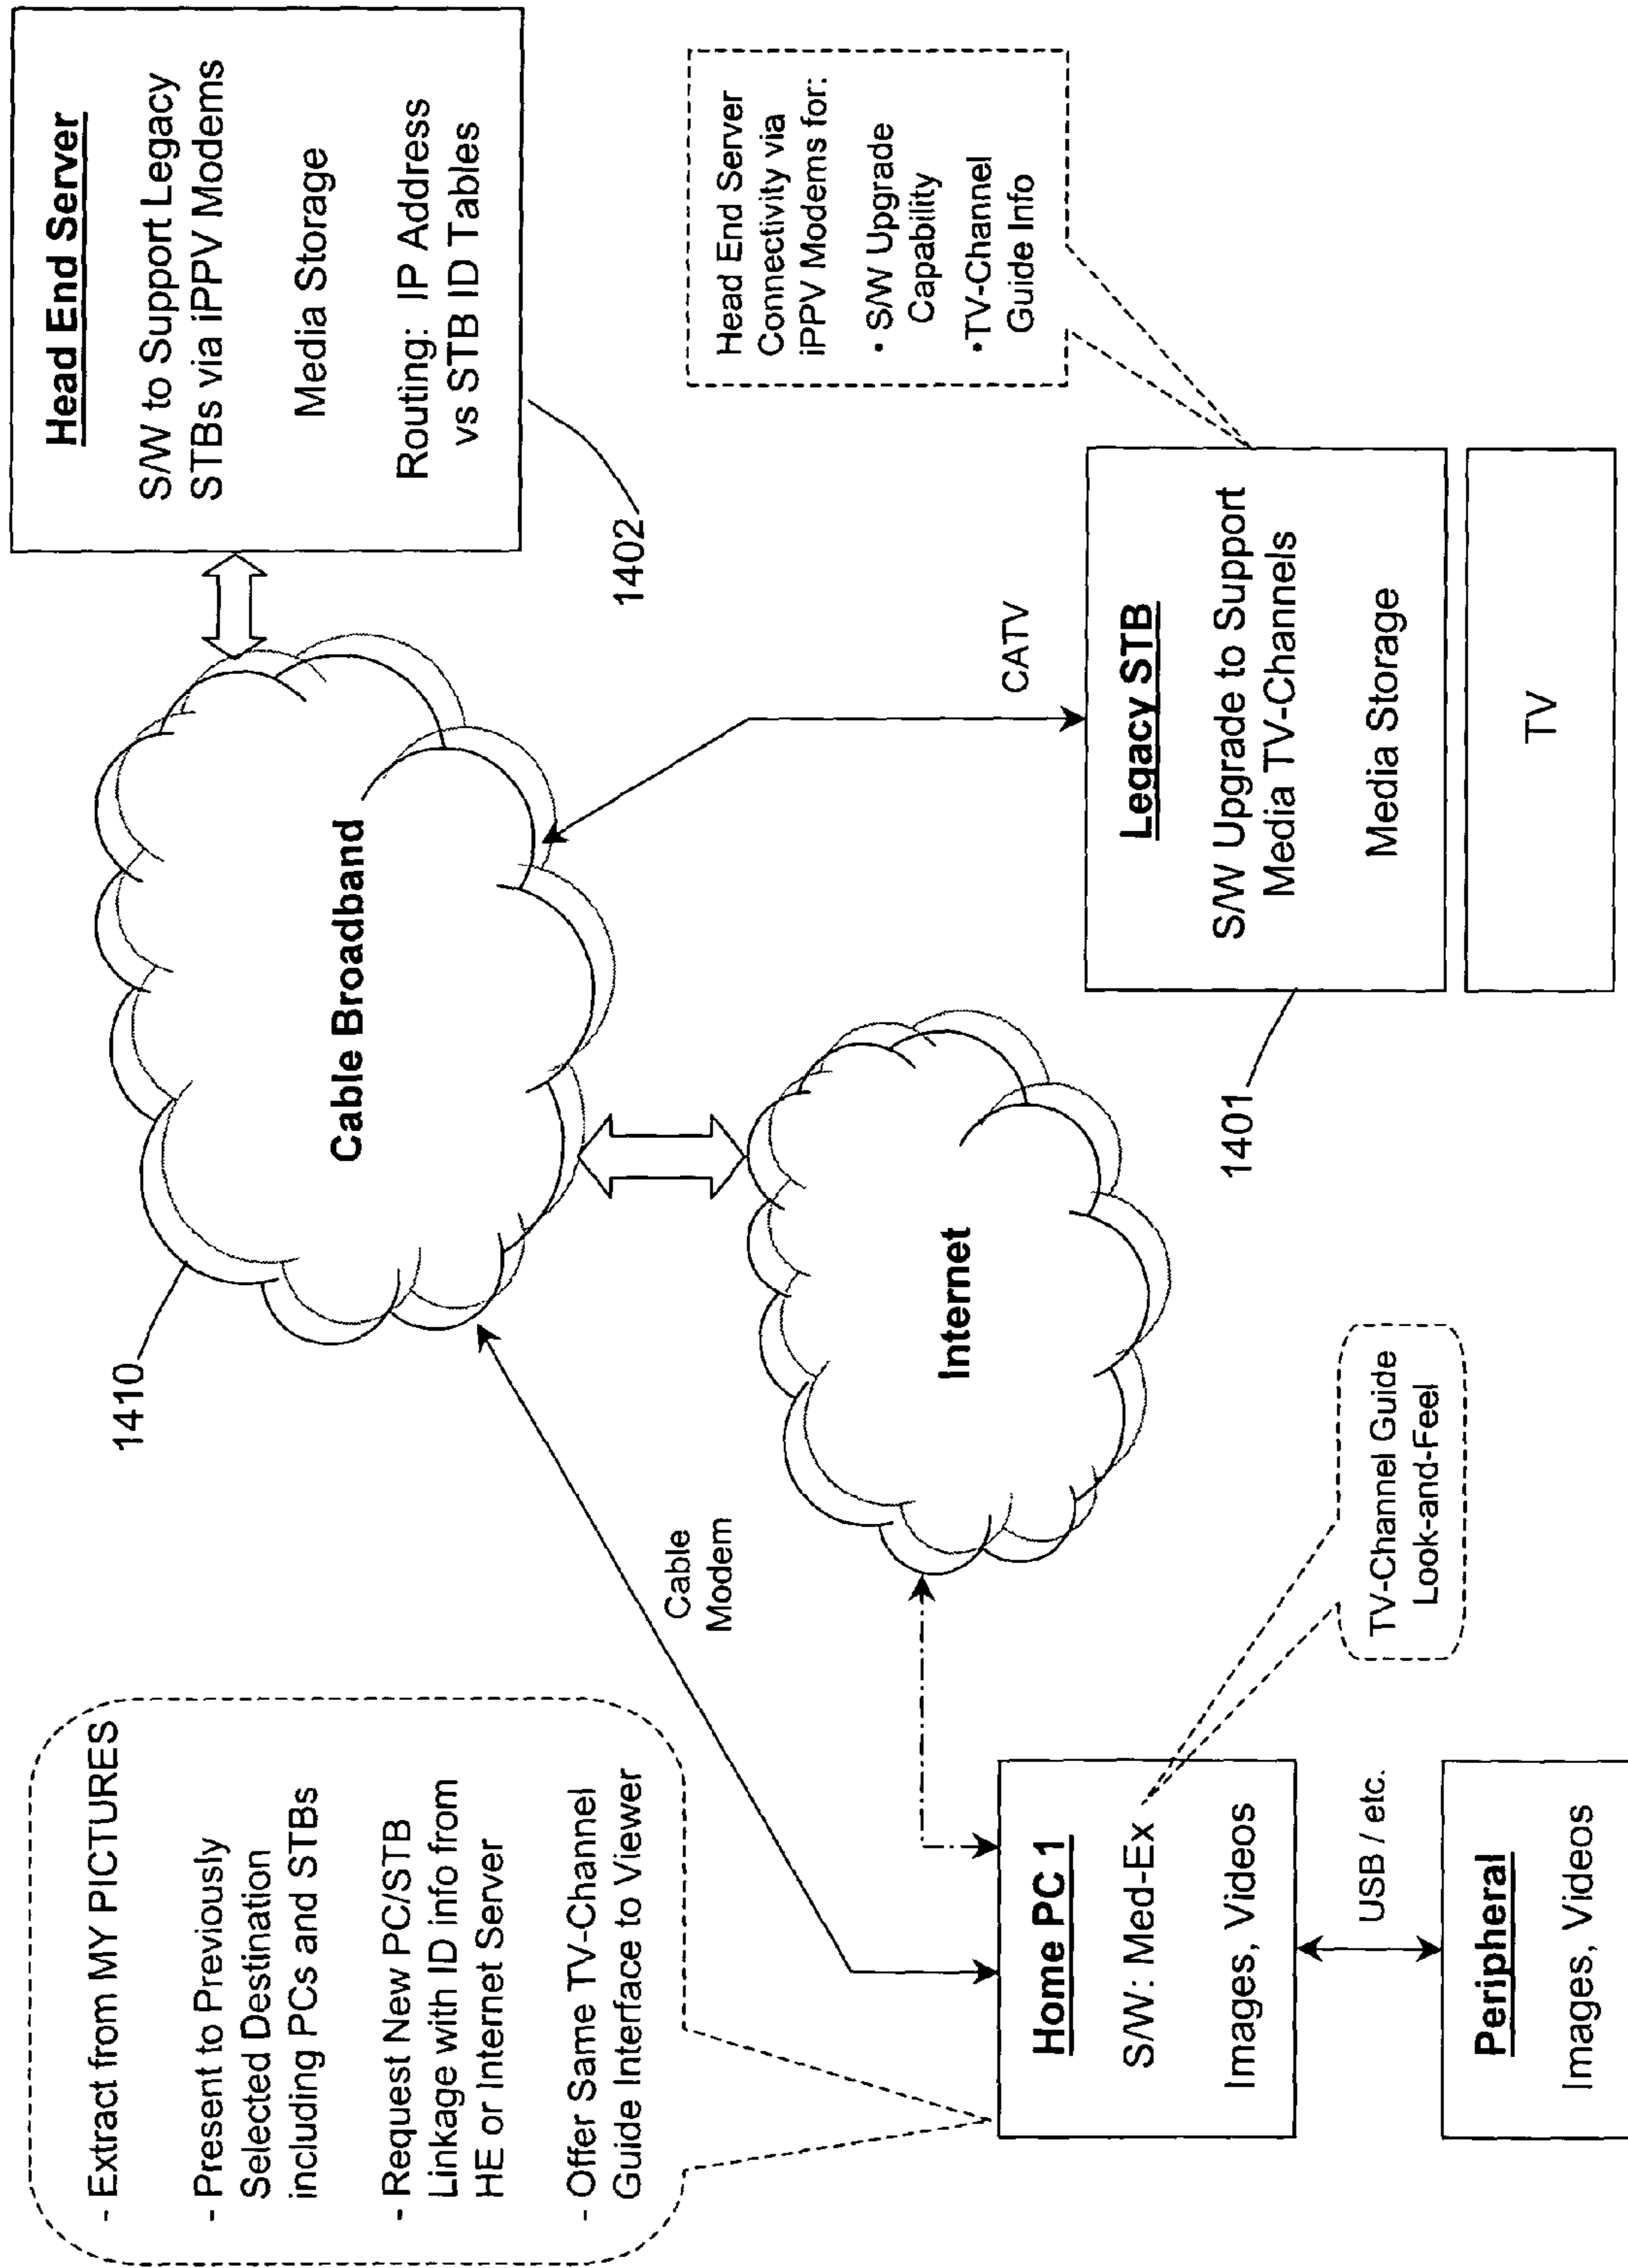 - Extract from MY PICTURES
- Present to Previously
Selected Destination
including PCs and STBs
- Request New PC/STB
Linkage with ID info from
HE or Internet Server
- Offer Same TV-Channel
Guide Interface to Viewer
1410
Cable Broadband
Head End Server
S/W to Support Legacy
STBs via iPPV Modems
Media Storage
Routing: IP Address
vs STB ID Tables
1402
Cable
Modem
Internet
CATV
Head End Server
Connectivity via
iPPV Modems for:
• S/W Upgrade
Capability
•TV-Channel
Guide Info
Home PC 1
S/W: Med-Ex
Images, Videos
TV-Channel Guide
Look-and-Feel
1401
Legacy STB
S/W Upgrade to Support
Media TV-Channels
Media Storage
USB / etc.
Peripheral
Images, Videos
TV